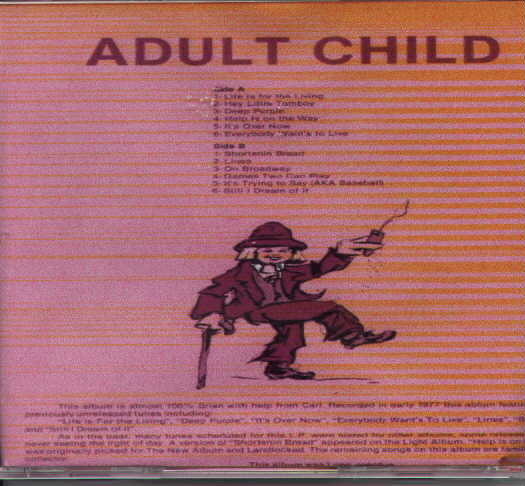 ADULT CHILD
Side A
1- Life is for the Living
2- Hey Little Tomboy
3- Deep Purple
4- Help is on the Way
5- It's Over Now
6- Everybody Want's to Live
Side B
1- Shortenin Bread
2- Lines
3- On Broadway
4- Games Two Can Play
5- It's Trying to Say (AKA Baseball)
6- Still I Dream of It
This album is almost 100% Brian with help from Carl. Recorded in early 1977 this album
previously unreleased tunes including:
"Life is For the Living", "Deep Purple", "It's Over Now", "Everybody Want's To Live", "Lines",
and "Still I Dream of It"
As in the past, many tunes scheduled for this L.P. were slated for other albums, some
never seeing the light of day. A version of "Shortenin Bread" appeared on the Light Album, "Help is on
was originally picked for The New Album and Landlocked. The remaining songs on this album are
collector.
This album was